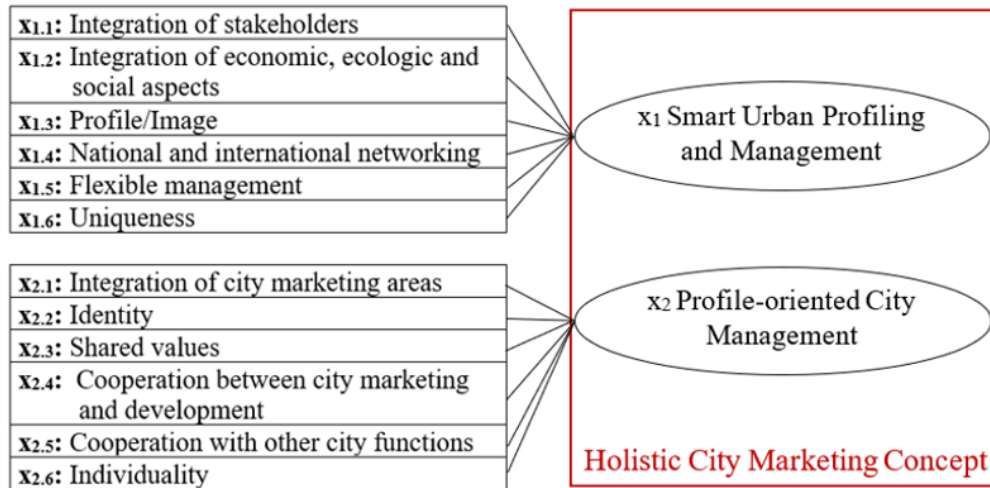 x1.1: Integration of stakeholders
x1.2: Integration of economic, ecologic and
social aspects
x1.3: Profile/Image
x1.4: National and international networking
x1.5: Flexible management
x1.6: Uniqueness
x1 Smart Urban Profiling
and Management
x2.1: Integration of city marketing areas
x2.2: Identity
x2.3: Shared values
x2.4: Cooperation between city marketing
and development
x2.5: Cooperation with other city functions
x2.6: Individuality
x2 Profile-oriented City
Management
Holistic City Marketing Concept